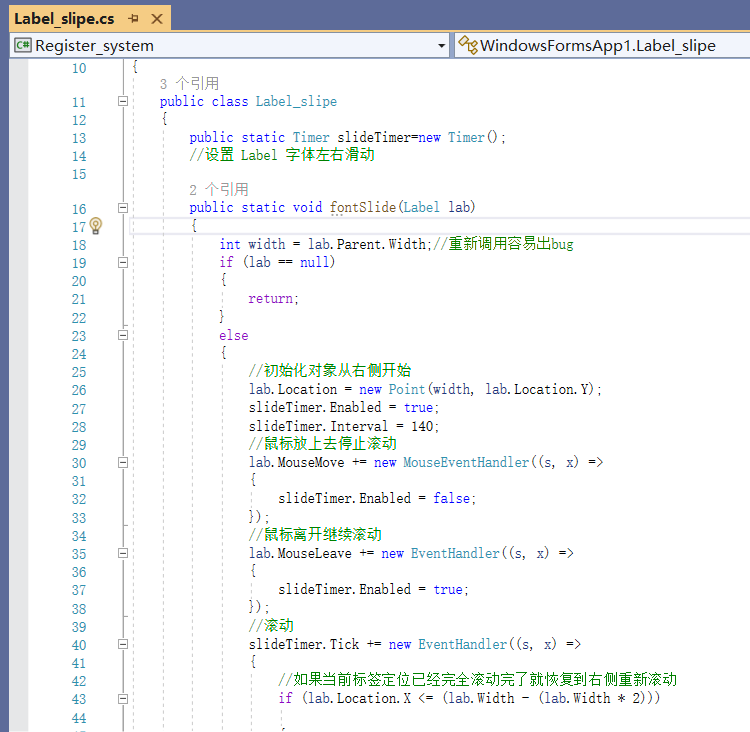 Label_slipe.cs
Register_system WindowsFormsApp1.Label_slipe
10 {
3 个引用
11 public class Label_slipe
12 {
13 public static Timer slideTimer=new Timer();
14 //设置 Label 字体左右滑动
15
2 个引用
16 public static void fontSlide(Label lab)
17 {
18 int width = lab.Parent.Width;//重新调用容易出bug
19 if (lab == null)
20 {
21 return;
22 }
23 else
24 {
25 //初始化对象从右侧开始
26 lab.Location = new Point(width, lab.Location.Y);
27 slideTimer.Enabled = true;
28 slideTimer.Interval = 140;
29 //鼠标放上去停止滚动
30 lab.MouseMove += new MouseEventHandler((s, x) =>
31 {
32 slideTimer.Enabled = false;
33 });
34 //鼠标离开继续滚动
35 lab.MouseLeave += new EventHandler((s, x) =>
36 {
37 slideTimer.Enabled = true;
38 });
39 //滚动
40 slideTimer.Tick += new EventHandler((s, x) =>
41 {
42 //如果当前标签定位已经完全滚动完了就恢复到右侧重新滚动
43 if (lab.Location.X <= (lab.Width - (lab.Width * 2)))
44